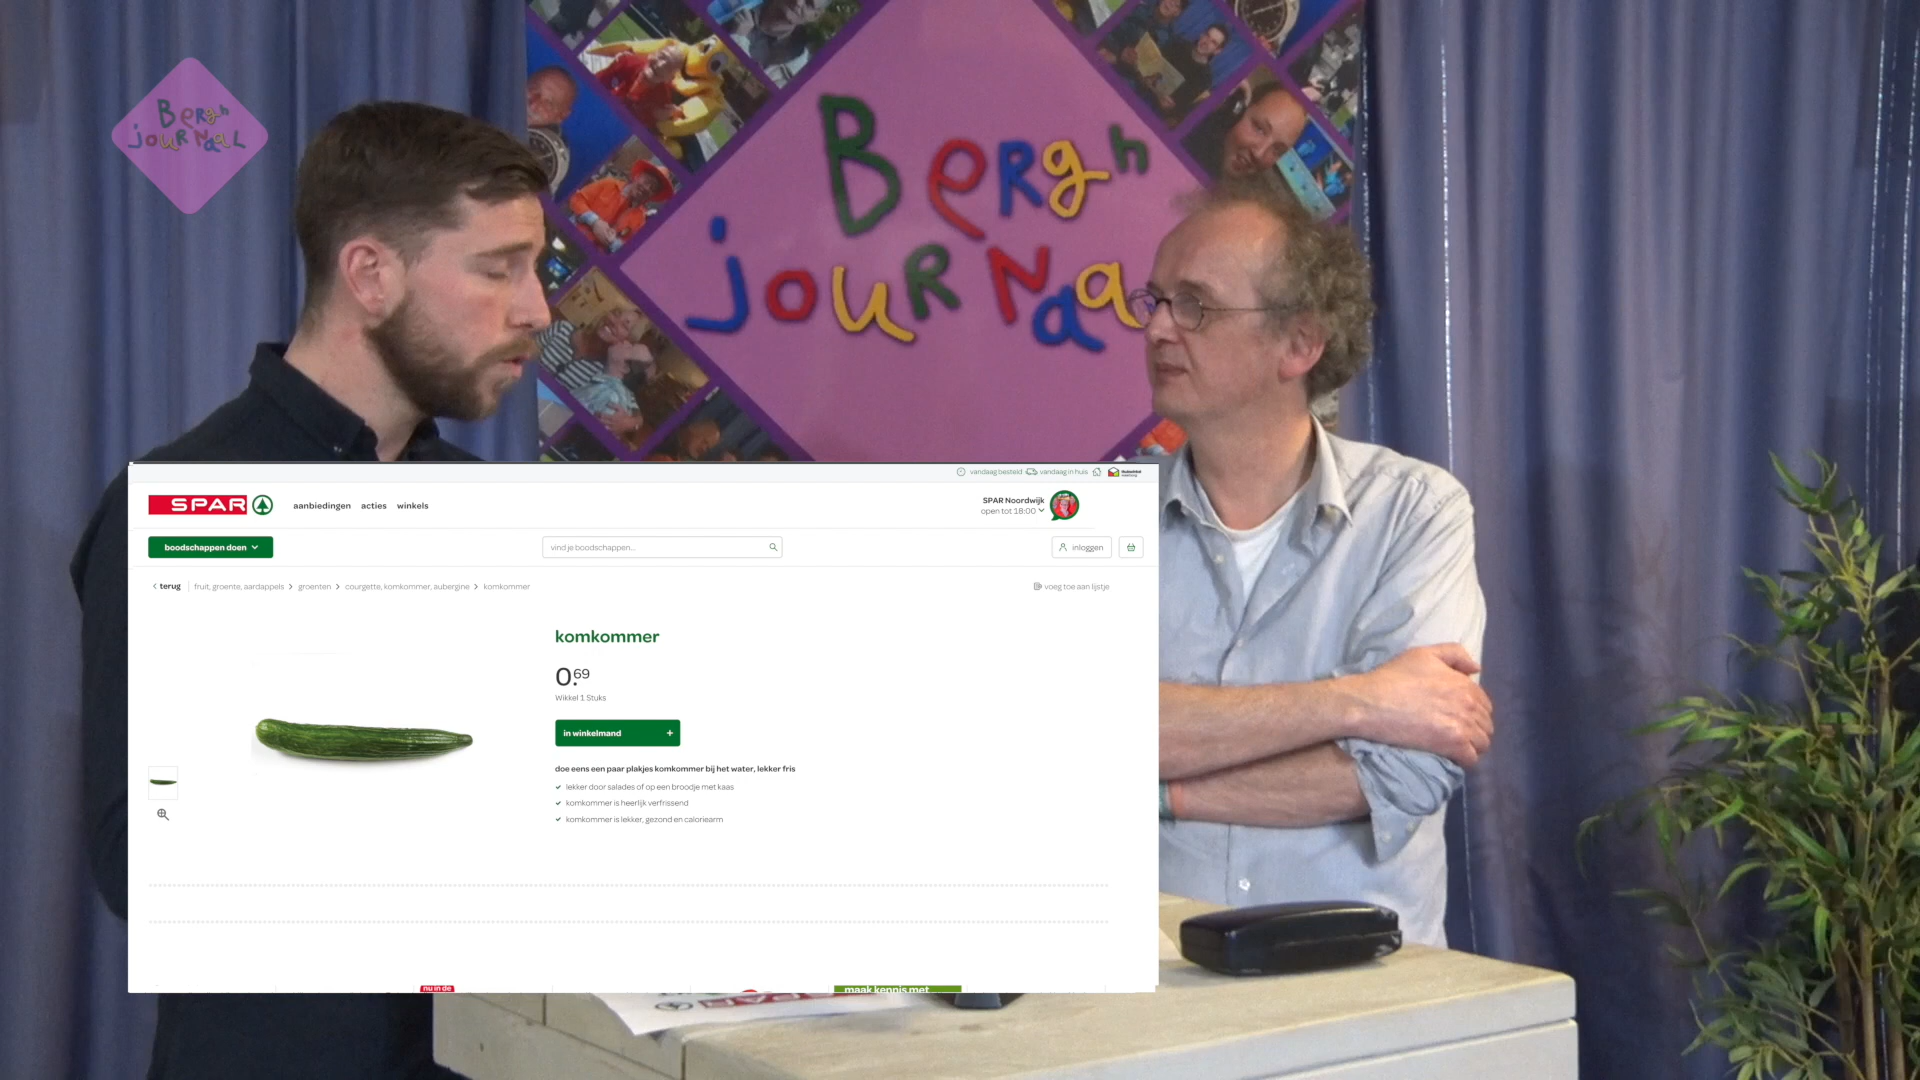 Bergh
journaal
Bergh
journaa
vandaag besteld vandaag in huis
SPAR
aanbiedingen acties winkels
SPAR Noordwijk
open tot 18:00
boodschappen doen
vind je boodschappen...
inloggen
terug
fruit, groente, aardappels > groenten > courgette, komkommer, aubergine > komkommer
voeg toe aan lijstje
komkommer
0.69
Wikkel 1 Stuks
in winkelmand +
doe eens een paar plakjes komkommer bij het water, lekker fris
lekker door salades of op een broodje met kaas
komkommer is heerlijk verfrissend
komkommer is lekker, gezond en caloriearm
nu in de
maak kennis met
SPAR